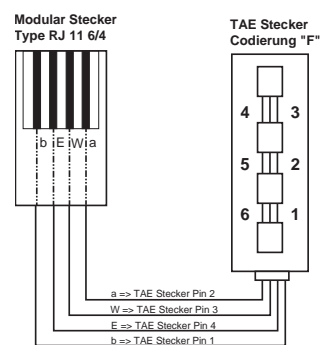 Modular Stecker
Type RJ 11 6/4
TAE Stecker
Codierung "F"
b E W a
4 3
5 2
6 1
a => TAE Stecker Pin 2
W => TAE Stecker Pin 3
E => TAE Stecker Pin 4
b => TAE Stecker Pin 1